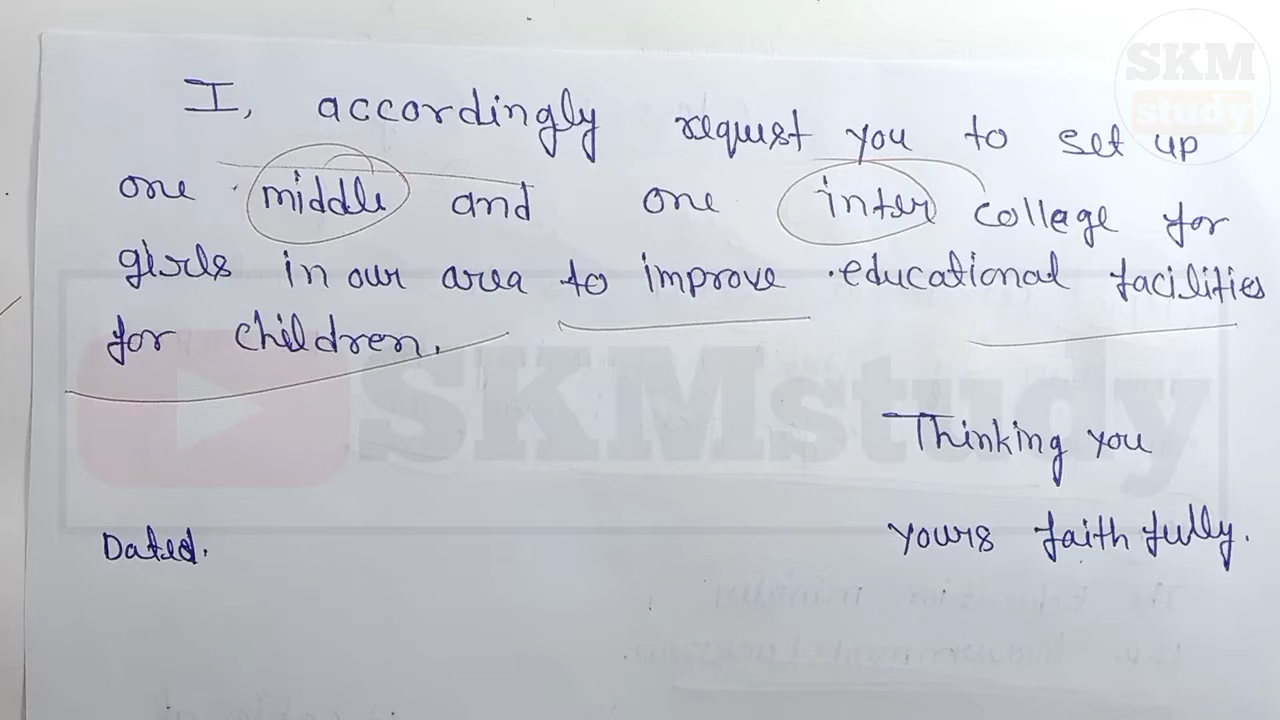 SKM
study
I, accordingly request you to set up
one middle and one inter college for
girls in our area to improve educational facilities
for children.
SKMstudy
Thinking you
Dated.
yours faithfully.